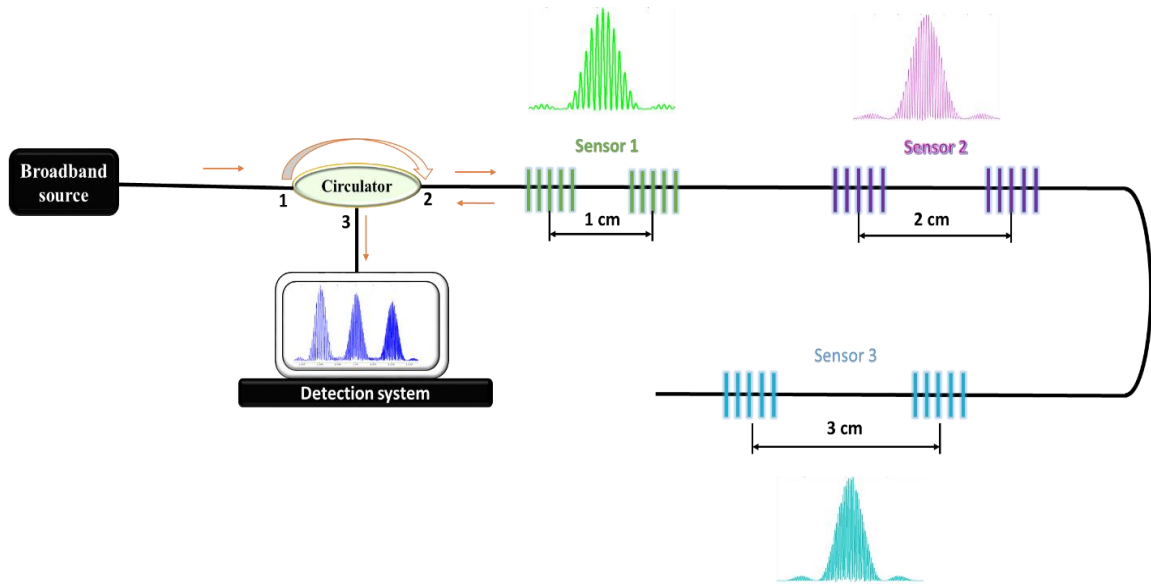 Sensor 1
Sensor 2
Broadband
source
Circulator
1
2
3
1 cm
2 cm
Sensor 3
3 cm
Detection system